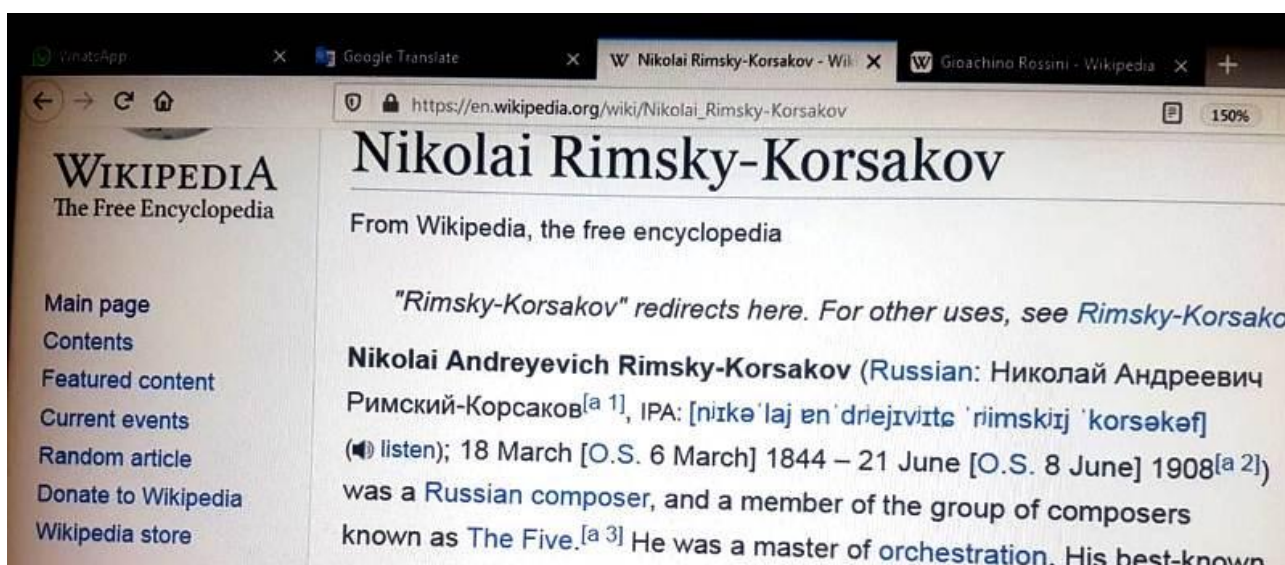 WhatsApp
Google Translate
Nikolai Rimsky-Korsakov - Wik
Gioachino Rossini - Wikipedia
https://en.wikipedia.org/wiki/Nikolai_Rimsky-Korsakov
150%
WIKIPEDIA
The Free Encyclopedia
Main page
Contents
Featured content
Current events
Random article
Donate to Wikipedia
Wikipedia store
Nikolai Rimsky-Korsakov
From Wikipedia, the free encyclopedia
"Rimsky-Korsakov" redirects here. For other uses, see Rimsky-Korsako
Nikolai Andreyevich Rimsky-Korsakov (Russian: Николай Андреевич
Римский-Корсаков[a 1], IPA: [nʲɪkɐˈlaj ɐnˈdrʲejɪvʲɪtɕ ˈrʲimskʲɪj ˈkorsəkəf]
(listen); 18 March [O.S. 6 March] 1844 – 21 June [O.S. 8 June] 1908[a 2])
was a Russian composer, and a member of the group of composers
known as The Five.[a 3] He was a master of orchestration. His best-known